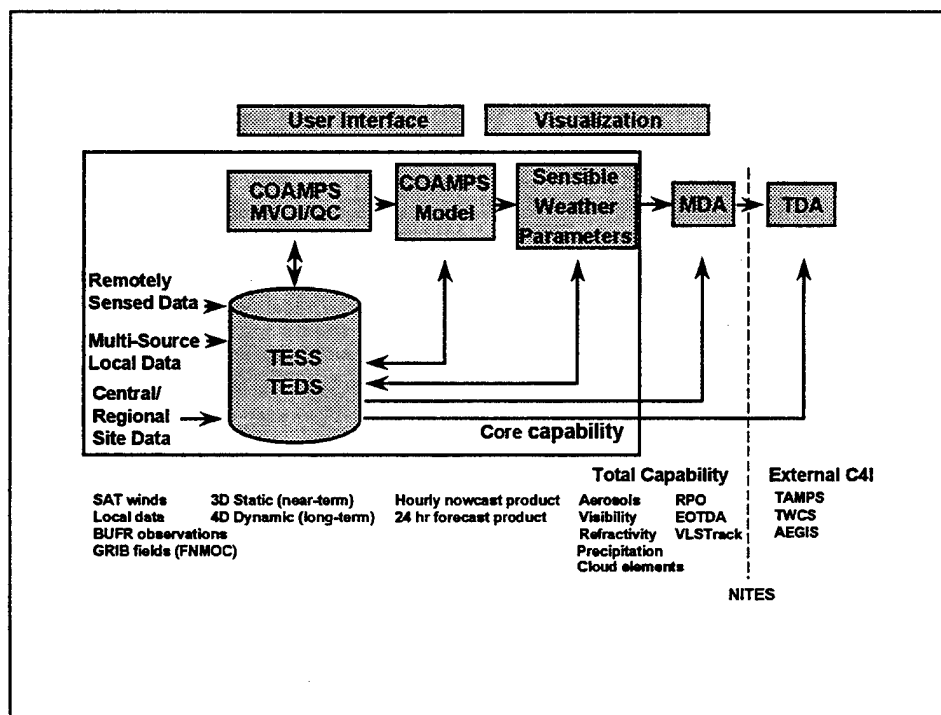 User Interface
Visualization
COAMPS
MVOI/QC
COAMPS
Model
Sensible
Weather
Parameters
MDA
TDA
Remotely
Sensed Data
Multi-Source
Local Data
Central/
Regional
Site Data
TESS
TEDS
Core capability
SAT winds
Local data
BUFR observations
GRIB fields (FNMOC)
3D Static (near-term)
4D Dynamic (long-term)
Hourly nowcast product
24 hr forecast product
Total Capability
Aerosols
Visibility
Refractivity
Precipitation
Cloud elements
RPO
EOTDA
VLSTrack
External C4I
TAMPS
TWCS
AEGIS
NITES